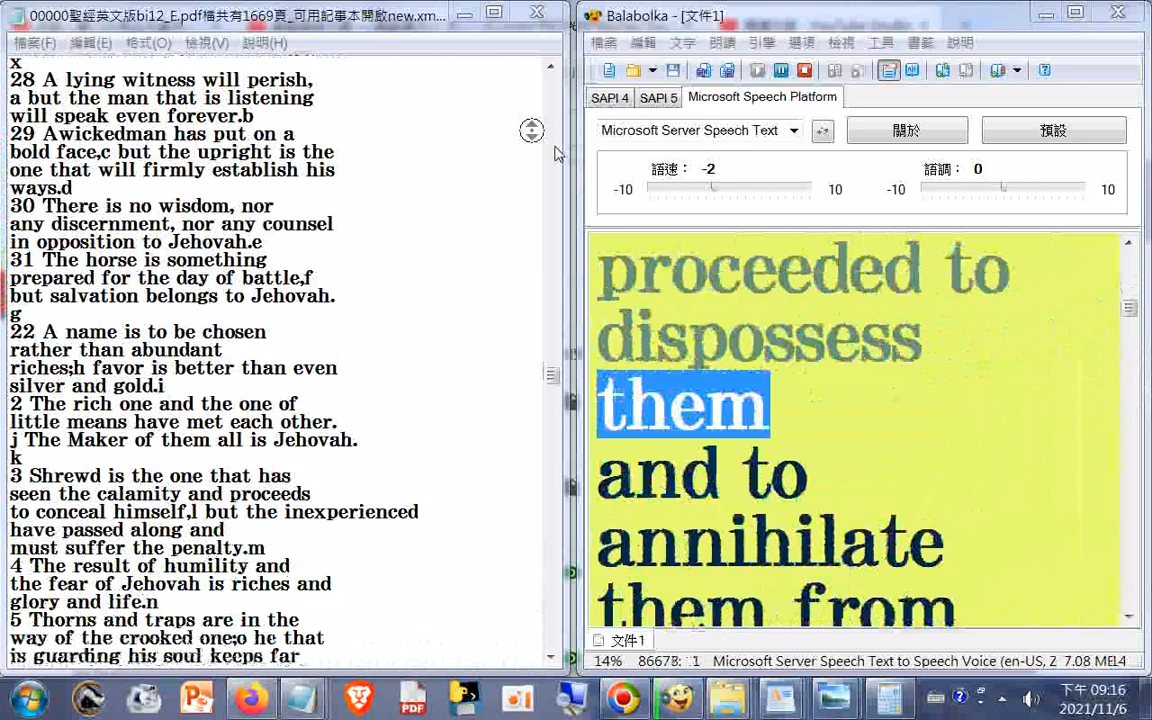 00000聖經英文版bi12_E.pdf檔共有1669頁_可用記事本開啟new.xm...
檔案(F) 編輯(E) 格式(O) 檢視(V) 說明(H)
x
28 A lying witness will perish,
a but the man that is listening
will speak even forever.b
29 Awickedman has put on a
bold face,c but the upright is the
one that will firmly establish his
ways.d
30 There is no wisdom, nor
any discernment, nor any counsel
in opposition to Jehovah.e
31 The horse is something
prepared for the day of battle,f
but salvation belongs to Jehovah.
g
22 A name is to be chosen
rather than abundant
riches;h favor is better than even
silver and gold.i
2 The rich one and the one of
little means have met each other.
j The Maker of them all is Jehovah.
k
3 Shrewd is the one that has
seen the calamity and proceeds
to conceal himself,l but the inexperienced
have passed along and
must suffer the penalty.m
4 The result of humility and
the fear of Jehovah is riches and
glory and life.n
5 Thorns and traps are in the
way of the crooked one;o he that
is guarding his soul keeps far
Balabolka - [文件1]
檔案 編輯 文字 朗讀 引擎 選項 檢視 工具 書籤 說明
SAPI 4 SAPI 5 Microsoft Speech Platform
Microsoft Server Speech Text 關於 預設
語速： -2 語調： 0
-10 10 -10 10
proceeded to
dispossess
them
and to
annihilate
them from
文件1
14% 86678: 1 Microsoft Server Speech Text to Speech Voice (en-US, Z 7.08 ME14
PDF
下午 09:16
2021/11/6